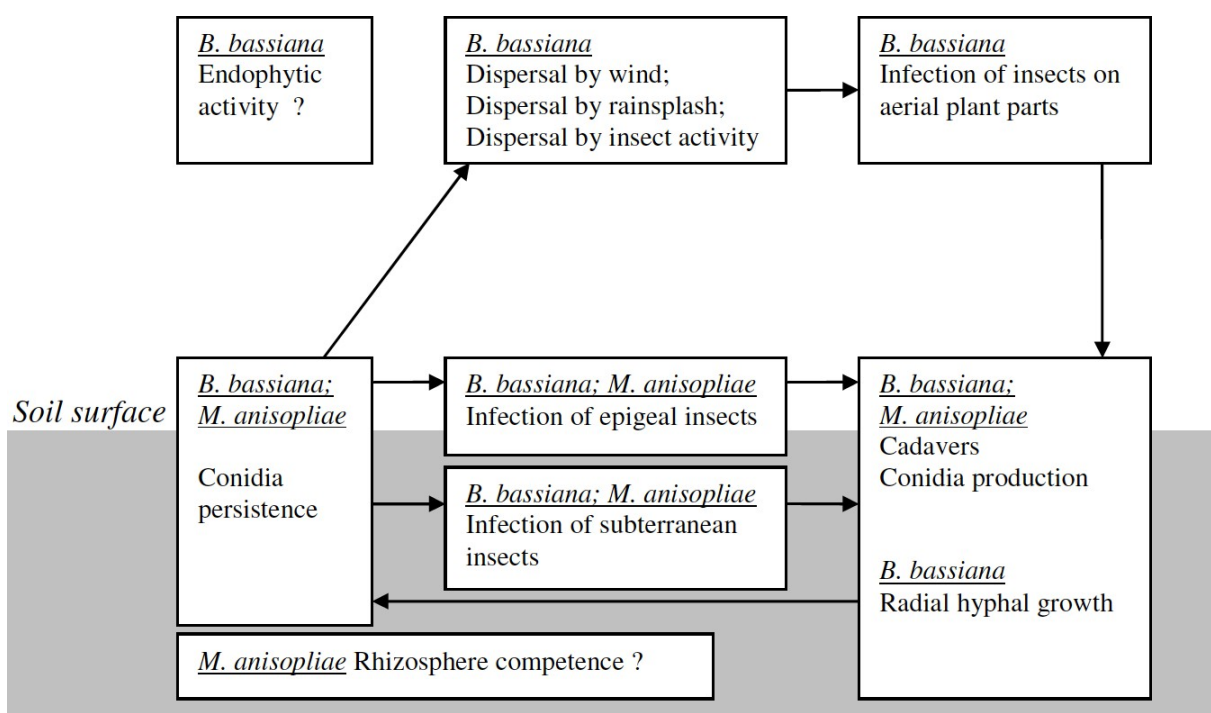 B. bassiana
Endophytic
activity ?
B. bassiana
Dispersal by wind;
Dispersal by rainsplash;
Dispersal by insect activity
B. bassiana
Infection of insects on
aerial plant parts
Soil surface
B. bassiana;
M. anisopliae
Conidia
persistence
B. bassiana; M. anisopliae
Infection of epigeal insects
B. bassiana; M. anisopliae
Infection of subterranean
insects
B. bassiana;
M. anisopliae
Cadavers
Conidia production
B. bassiana
Radial hyphal growth
M. anisopliae Rhizosphere competence ?